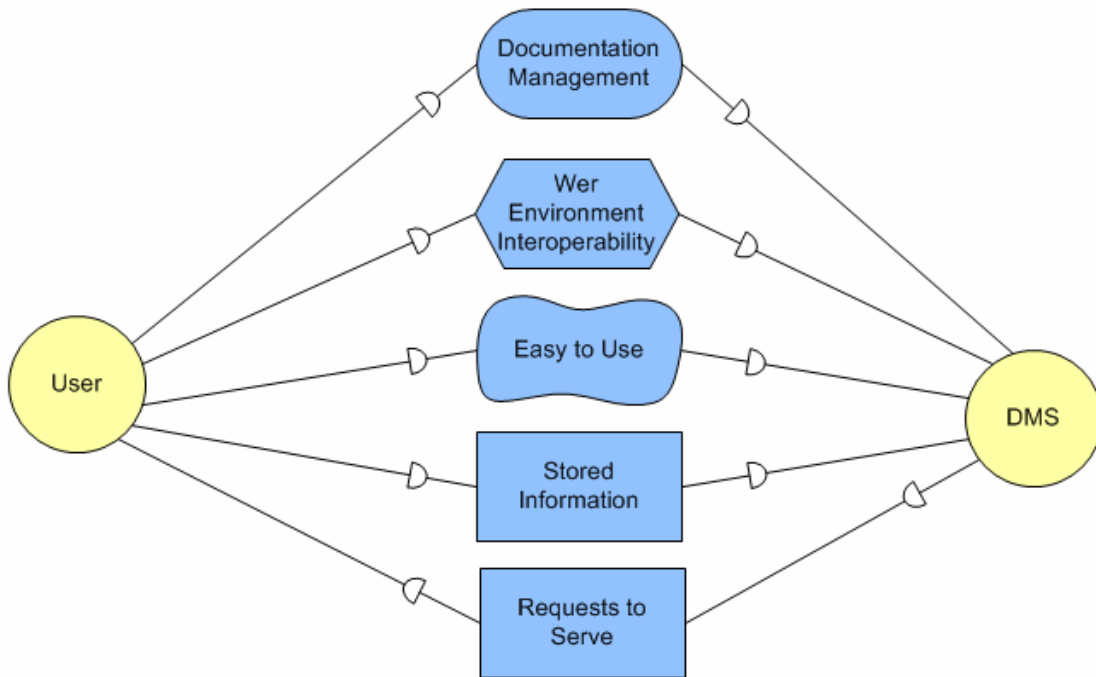 Documentation
Management
Wer
Environment
Interoperability
Easy to Use
User
DMS
Stored
Information
Requests to
Serve